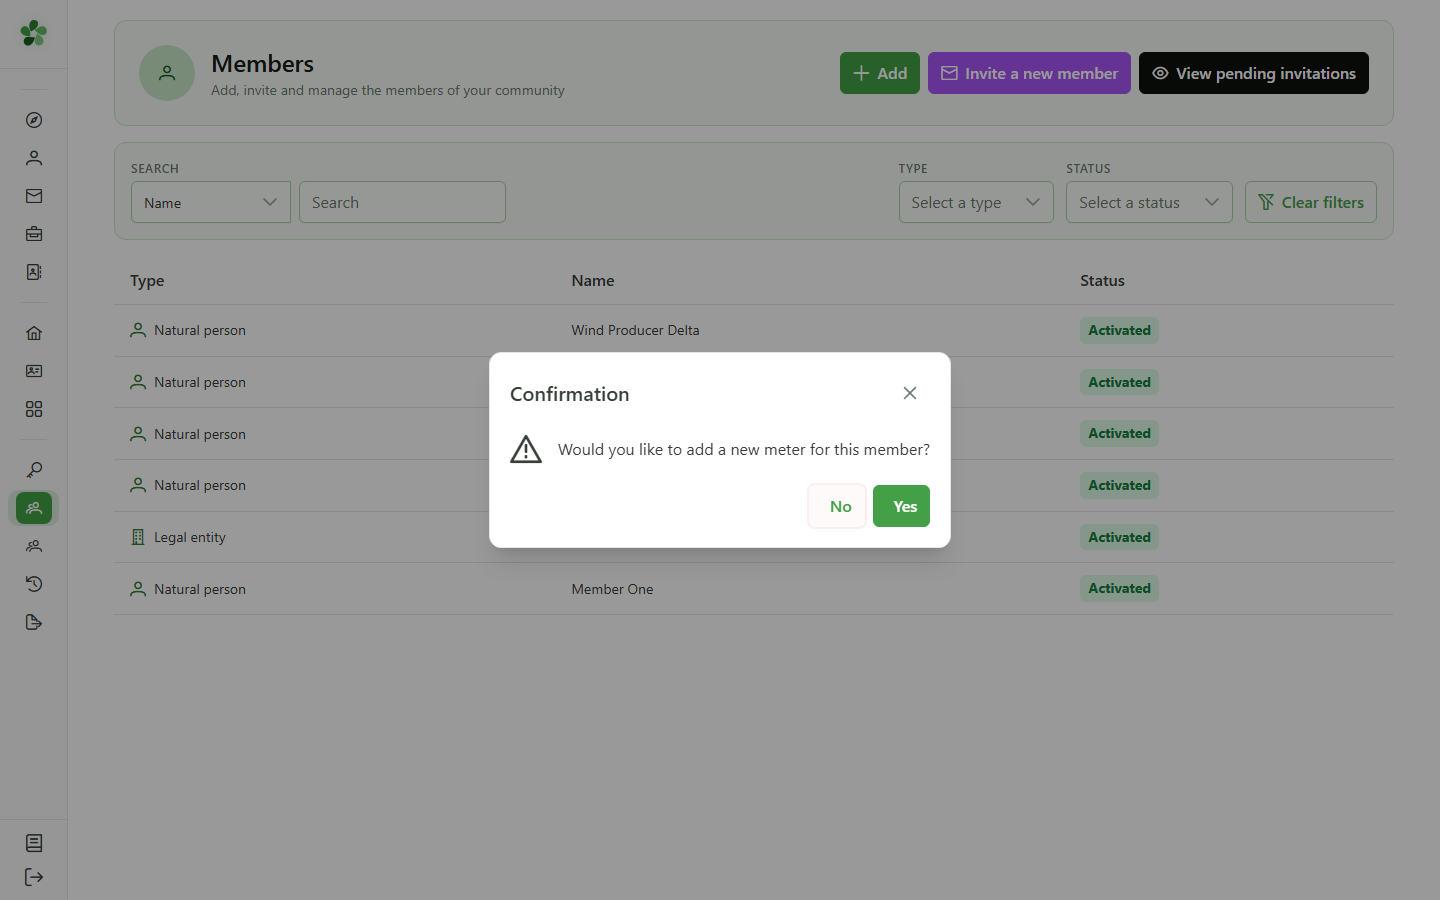 Members
Add, invite and manage the members of your community
Add
Invite a new member
View pending invitations
SEARCH
TYPE
STATUS
Name
Search
Select a type
Select a status
Clear filters
Type Name Status
Natural person Wind Producer Delta Activated
Natural person Activated
Natural person Activated
Natural person Activated
Legal entity Activated
Natural person Member One Activated
Confirmation
Would you like to add a new meter for this member?
No
Yes